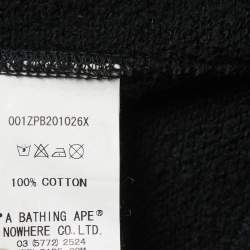 001ZPB201026X
100% COTTON
"A BATHING APE"
NOWHERE CO.LTD.
03 (5772) 2524